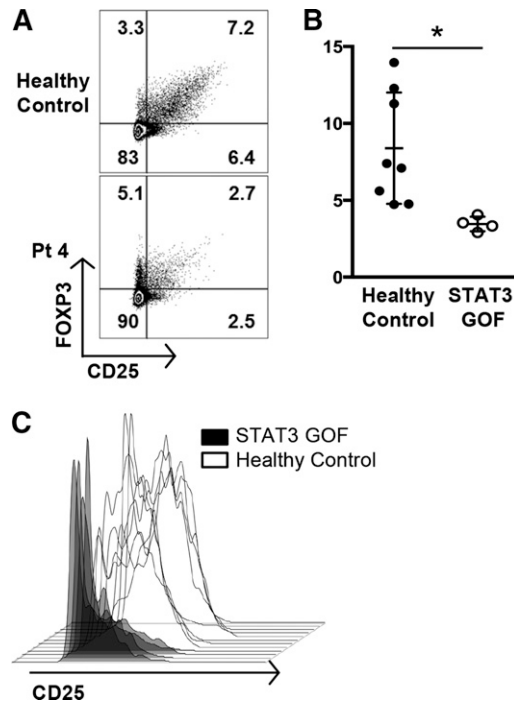 A
3.3 7.2
Healthy
Control
83 6.4
5.1 2.7
Pt 4
90 2.5
FOXP3
CD25
B
*
15
10
5
0
Healthy
Control
STAT3
GOF
C
STAT3 GOF
Healthy Control
CD25